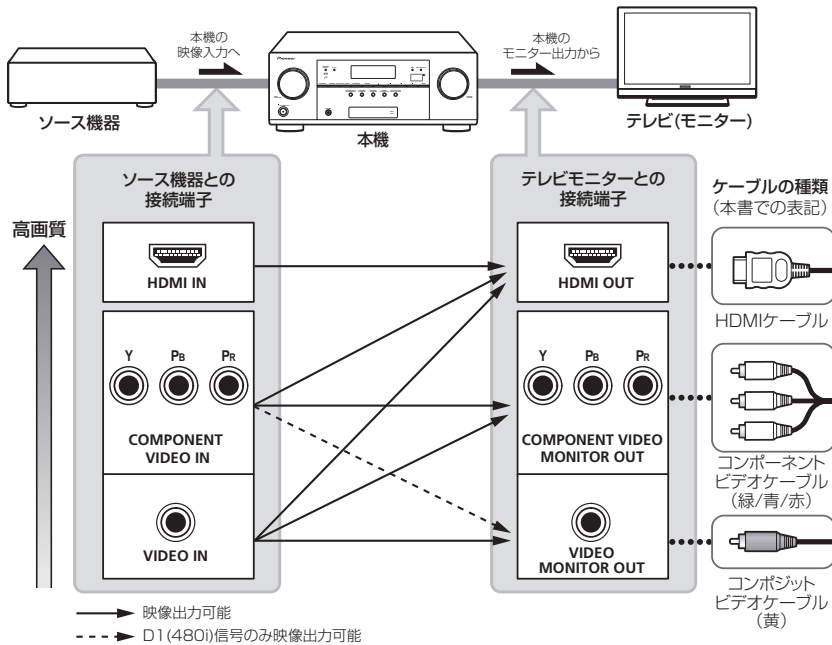 本機の
映像入力へ
本機の
モニター出力から
Pioneer
ソース機器
本機
テレビ(モニター)
ソース機器との
接続端子
テレビモニターとの
接続端子
ケーブルの種類
(本書での表記)
高画質
HDMI IN
HDMI OUT
HDMIケーブル
Y PB PR
COMPONENT
VIDEO IN
Y PB PR
COMPONENT VIDEO
MONITOR OUT
コンポーネント
ビデオケーブル
(緑/青/赤)
VIDEO IN
VIDEO
MONITOR OUT
コンポジット
ビデオケーブル
(黄)
映像出力可能
D1(480i)信号のみ映像出力可能